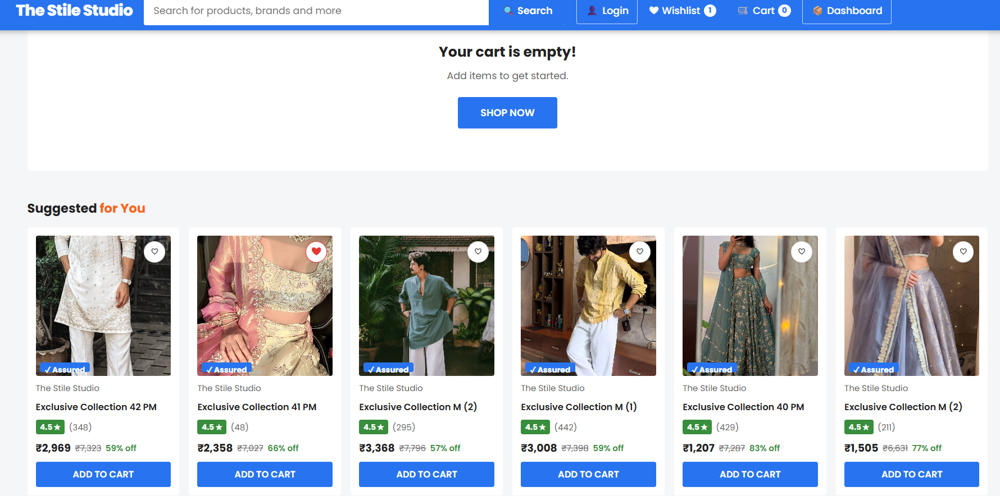 The Stile Studio
Search for products, brands and more
Search
Login
Wishlist 1
Cart 0
Dashboard
Your cart is empty!
Add items to get started.
SHOP NOW
Suggested for You
✓ Assured
The Stile Studio
Exclusive Collection 42 PM
4.5 ★ (348)
₹2,969 ₹7,323 59% off
ADD TO CART
✓ Assured
The Stile Studio
Exclusive Collection 41 PM
4.5 ★ (48)
₹2,358 ₹7,027 66% off
ADD TO CART
✓ Assured
The Stile Studio
Exclusive Collection M (2)
4.5 ★ (295)
₹3,368 ₹7,796 57% off
ADD TO CART
✓ Assured
The Stile Studio
Exclusive Collection M (1)
4.5 ★ (442)
₹3,008 ₹7,398 59% off
ADD TO CART
✓ Assured
The Stile Studio
Exclusive Collection 40 PM
4.5 ★ (429)
₹1,207 ₹7,287 83% off
ADD TO CART
✓ Assured
The Stile Studio
Exclusive Collection M (2)
4.5 ★ (211)
₹1,505 ₹6,631 77% off
ADD TO CART